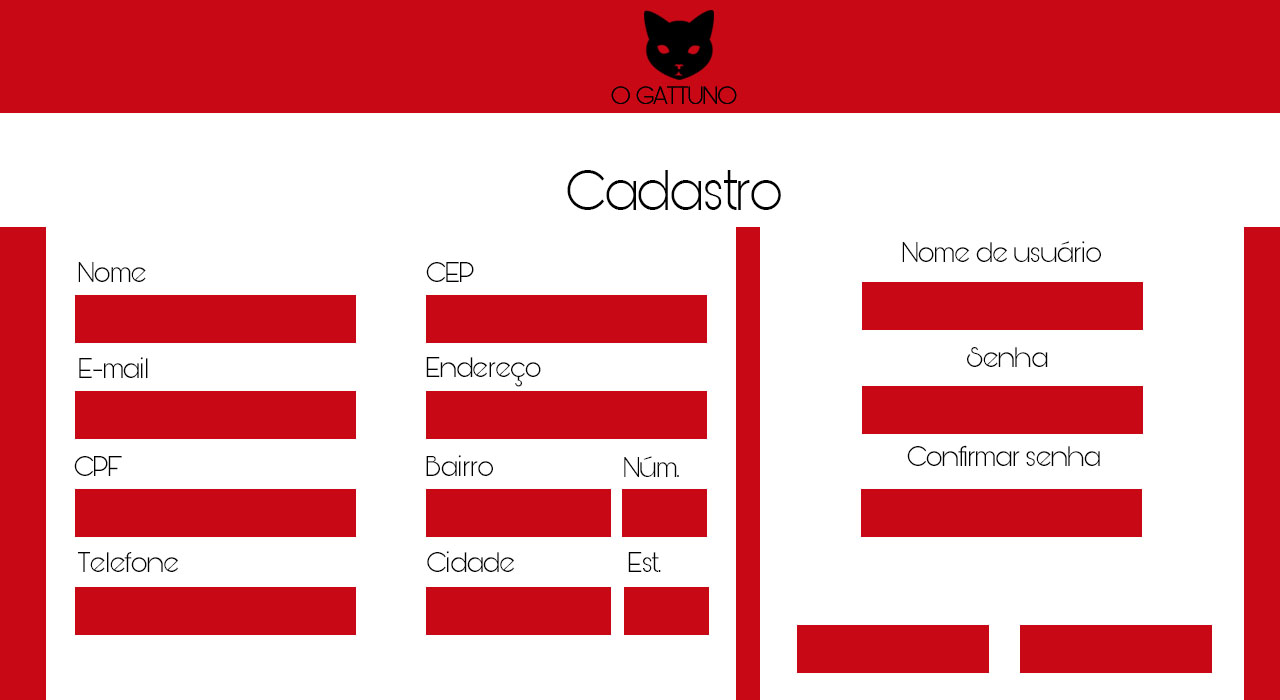 O GATTUNO
Cadastro
Nome
E-mail
CPF
Telefone
CEP
Endereço
Bairro
Núm.
Cidade
Est.
Nome de usuário
Senha
Confirmar senha